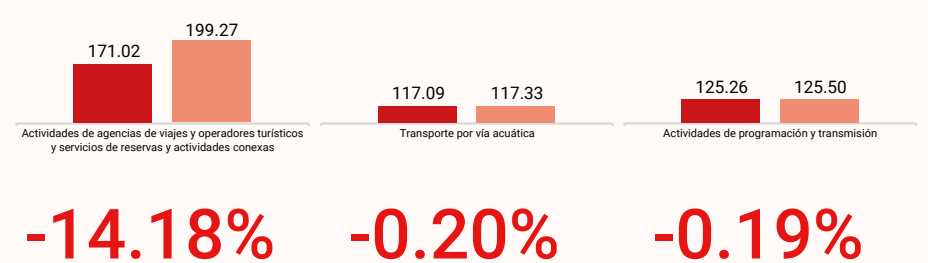 171.02
199.27
Actividades de agencias de viajes y operadores turísticos
y servicios de reservas y actividades conexas
-14.18%
117.09
117.33
Transporte por vía acuática
-0.20%
125.26
125.50
Actividades de programación y transmisión
-0.19%